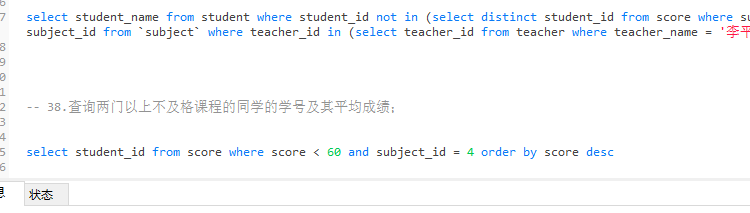 select student_name from student where student_id not in (select distinct student_id from score where su
subject_id from `subject` where teacher_id in (select teacher_id from teacher where teacher_name = '李平
-- 38.查询两门以上不及格课程的同学的学号及其平均成绩；
select student_id from score where score < 60 and subject_id = 4 order by score desc
息 状态